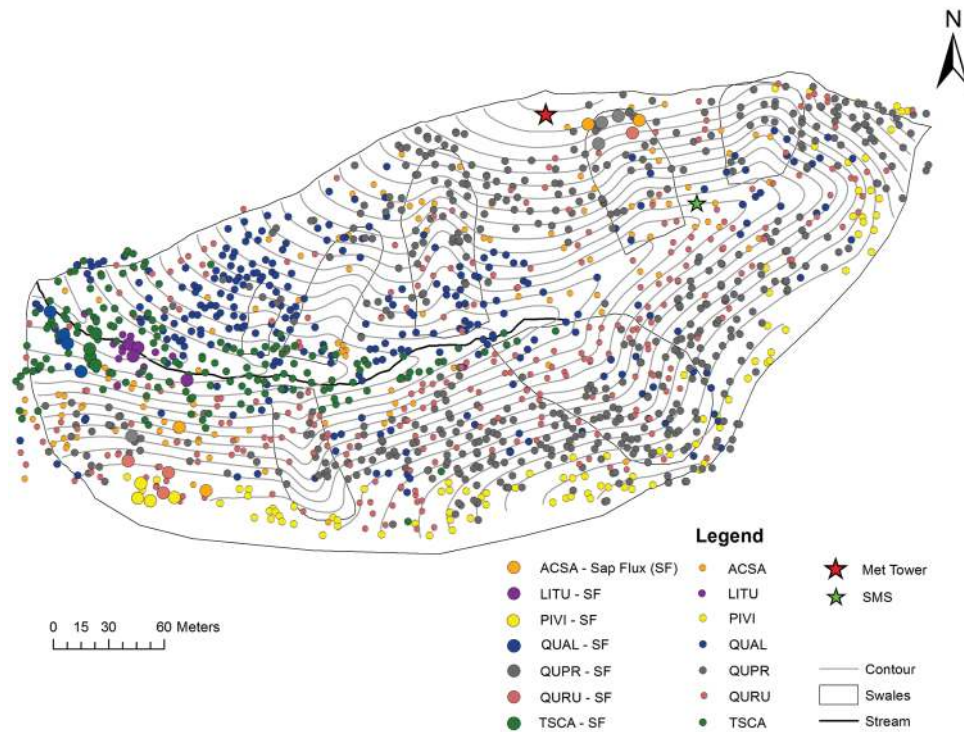 N
Legend
ACSA - Sap Flux (SF)
LITU - SF
PIVI - SF
QUAL - SF
QUPR - SF
QURU - SF
TSCA - SF
ACSA
LITU
PIVI
QUAL
QUPR
QURU
TSCA
Met Tower
SMS
Contour
Swales
Stream
0 15 30 60 Meters